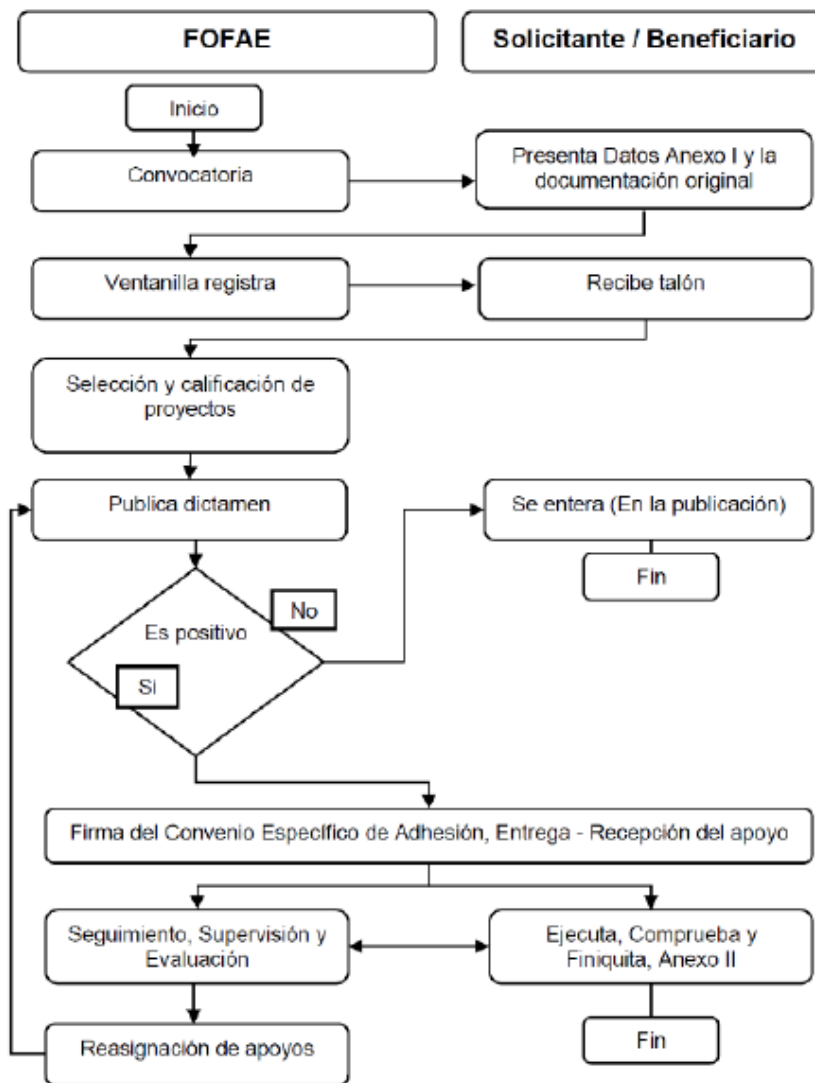 FOFAE
Solicitante / Beneficiario
Inicio
Convocatoria
Presenta Datos Anexo I y la
documentación original
Ventanilla registra
Recibe talón
Selección y calificación de
proyectos
Publica dictamen
Se entera (En la publicación)
Fin
No
Es positivo
Sí
Firma del Convenio Específico de Adhesión, Entrega - Recepción del apoyo
Seguimiento, Supervisión y
Evaluación
Ejecuta, Comprueba y
Finiquita, Anexo II
Reasignación de apoyos
Fin